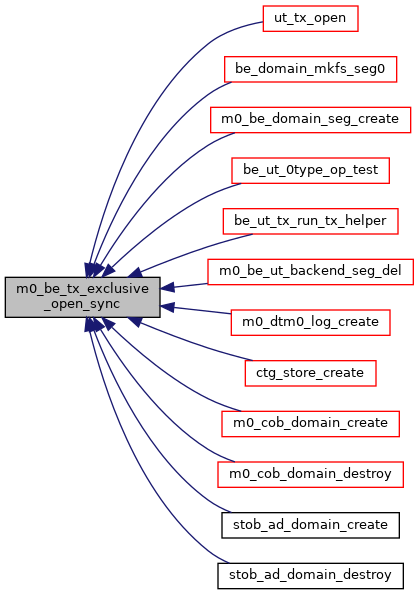 ut_tx_open
be_domain_mkfs_seg0
m0_be_domain_seg_create
be_ut_0type_op_test
be_ut_tx_run_tx_helper
m0_be_ut_backend_seg_del
m0_be_tx_exclusive
_open_sync
m0_dtm0_log_create
ctg_store_create
m0_cob_domain_create
m0_cob_domain_destroy
stob_ad_domain_create
stob_ad_domain_destroy